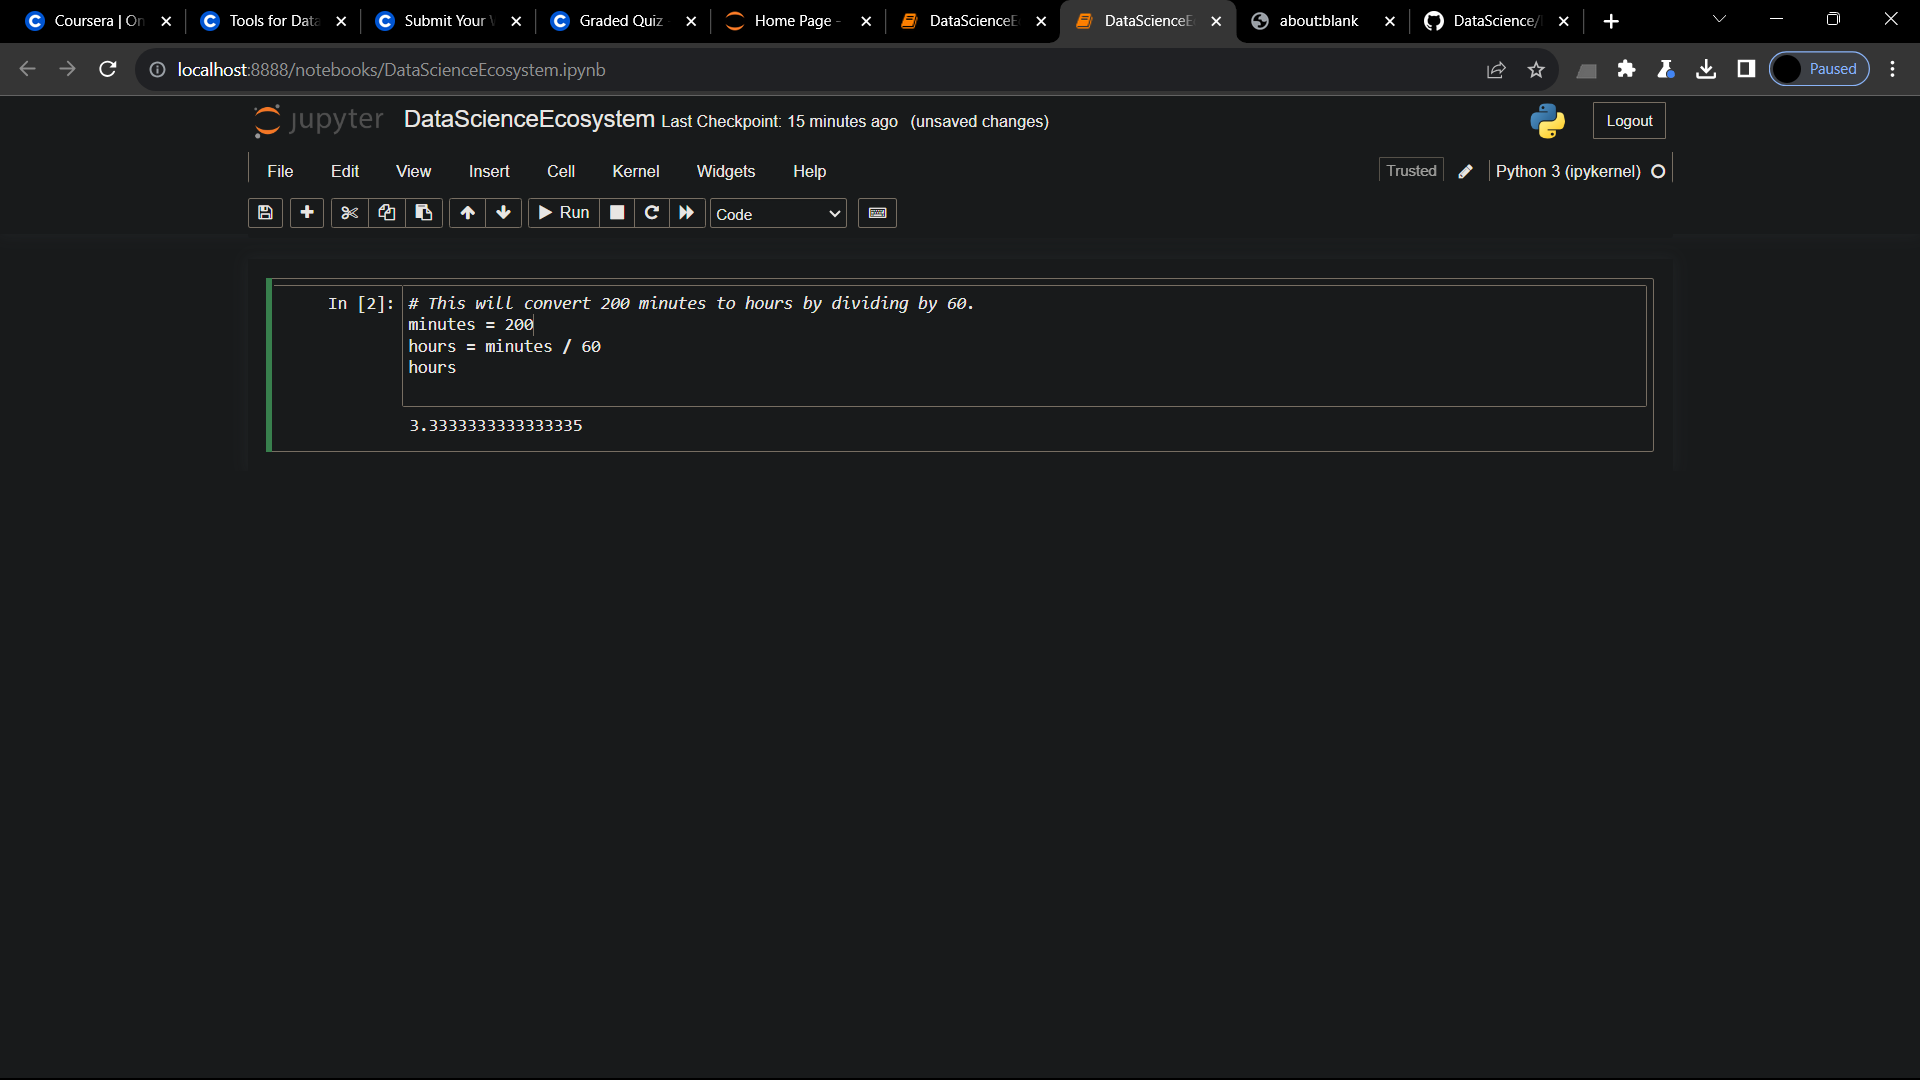 Coursera | On
Tools for Data
Submit Your
Graded Quiz
Home Page -
DataScienceE
DataScienceE
about:blank
DataScience/
localhost:8888/notebooks/DataScienceEcosystem.ipynb
Paused
jupyter DataScienceEcosystem Last Checkpoint: 15 minutes ago (unsaved changes)
Logout
File Edit View Insert Cell Kernel Widgets Help
Trusted
Python 3 (ipykernel)
Run
Code
In [2]: # This will convert 200 minutes to hours by dividing by 60.
minutes = 200
hours = minutes / 60
hours
3.3333333333333335